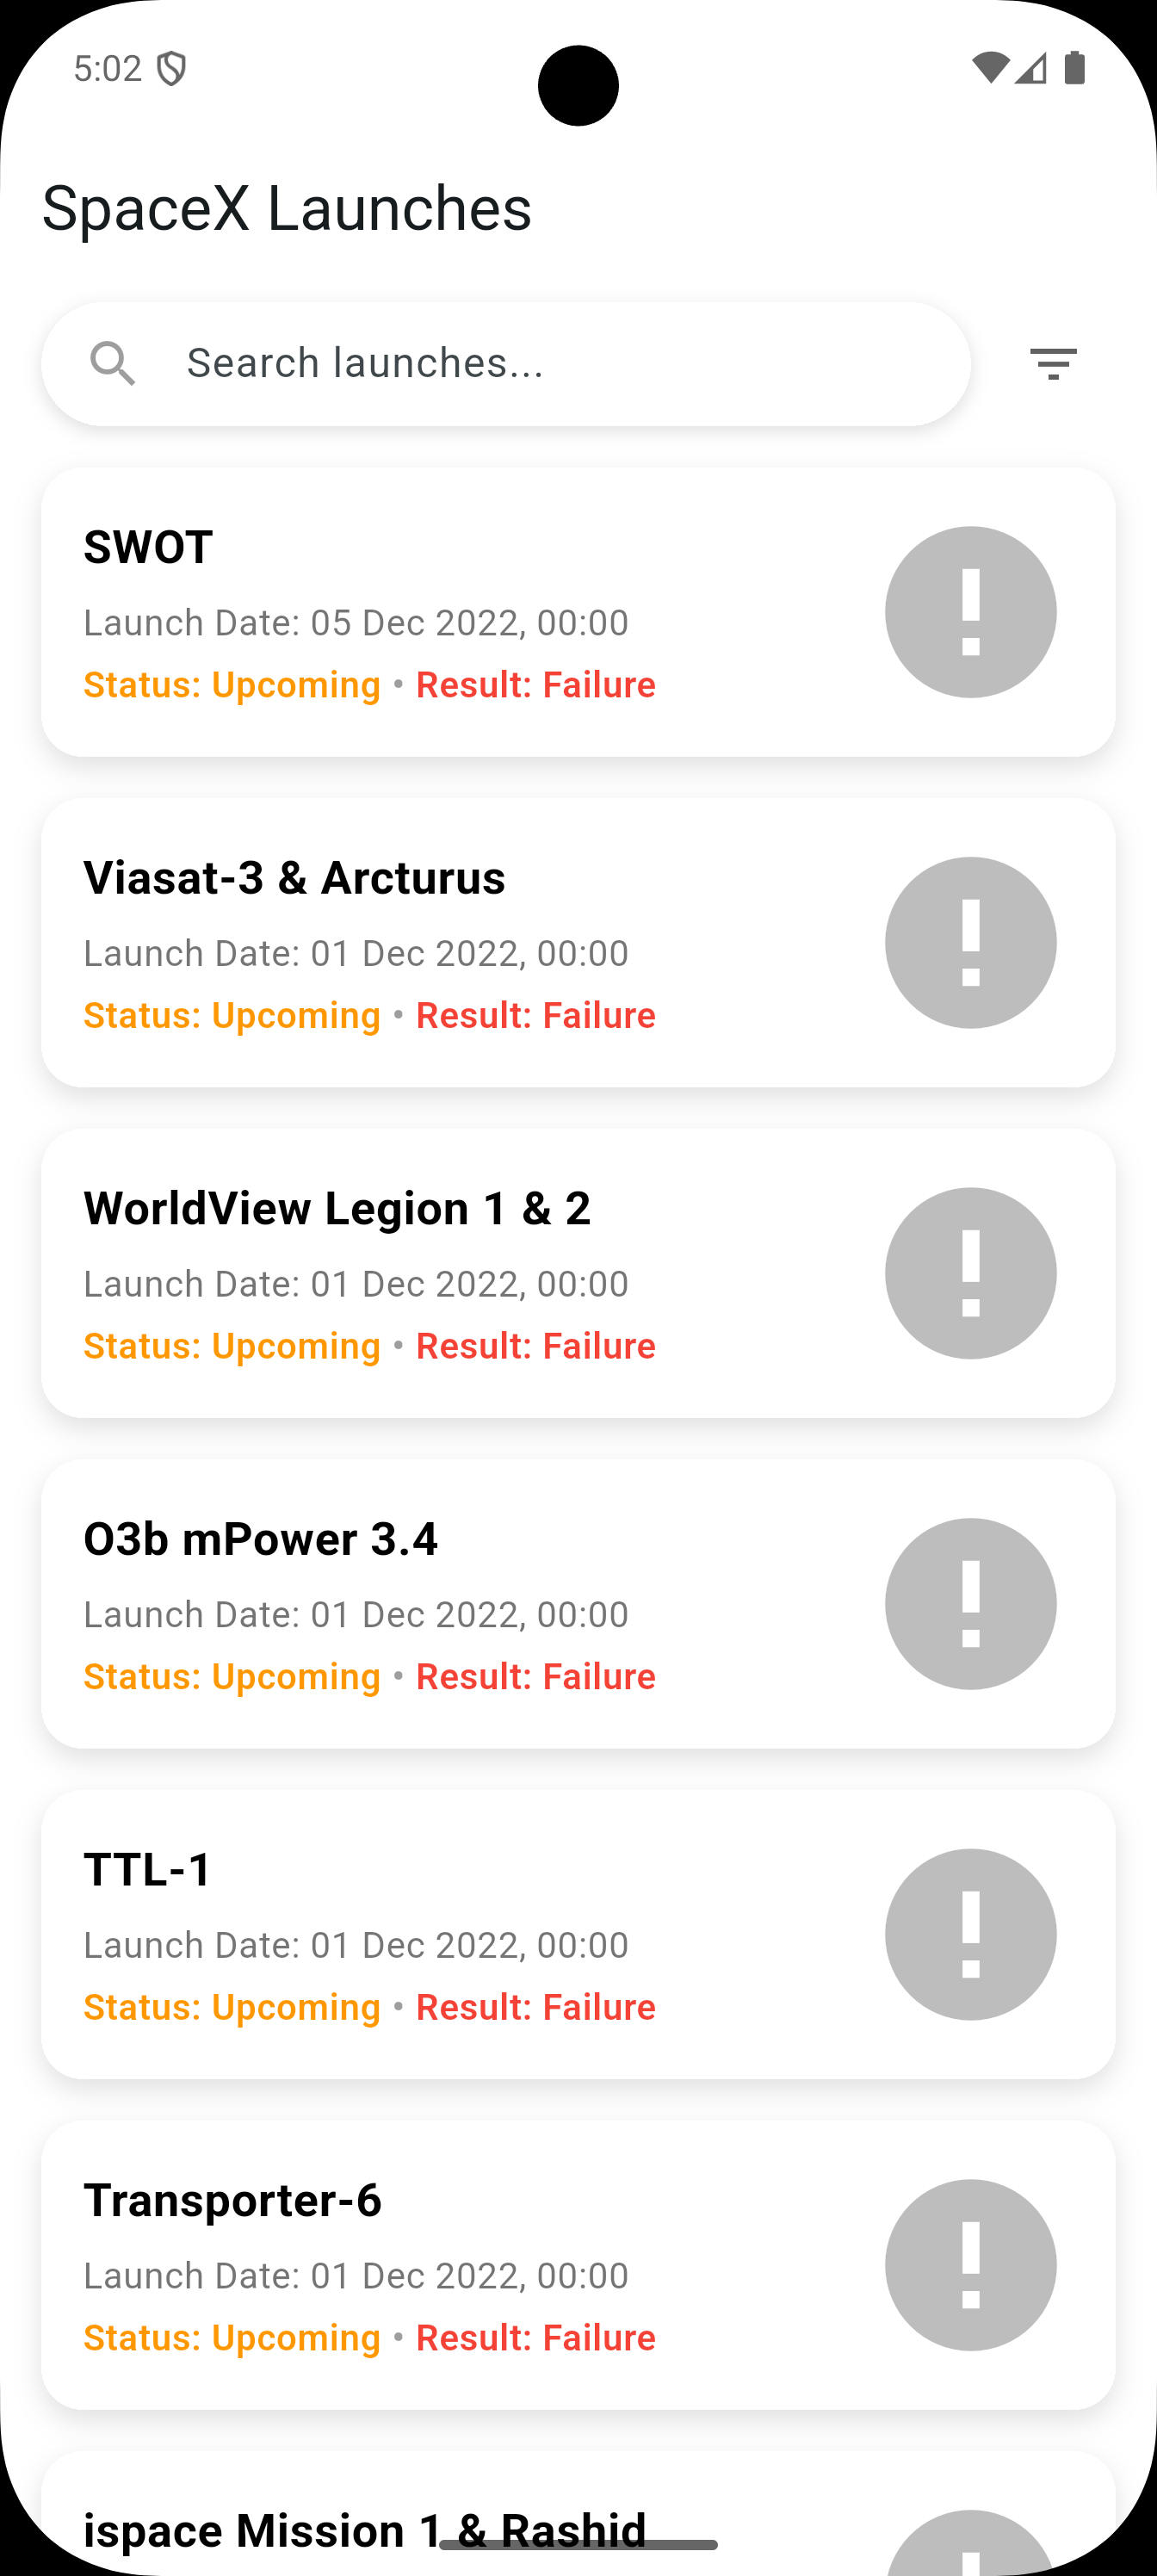 5:02
SpaceX Launches
Search launches...
SWOT
Launch Date: 05 Dec 2022, 00:00
Status: Upcoming • Result: Failure
Viasat-3 & Arcturus
Launch Date: 01 Dec 2022, 00:00
Status: Upcoming • Result: Failure
WorldView Legion 1 & 2
Launch Date: 01 Dec 2022, 00:00
Status: Upcoming • Result: Failure
O3b mPower 3.4
Launch Date: 01 Dec 2022, 00:00
Status: Upcoming • Result: Failure
TTL-1
Launch Date: 01 Dec 2022, 00:00
Status: Upcoming • Result: Failure
Transporter-6
Launch Date: 01 Dec 2022, 00:00
Status: Upcoming • Result: Failure
ispace Mission 1 & Rashid